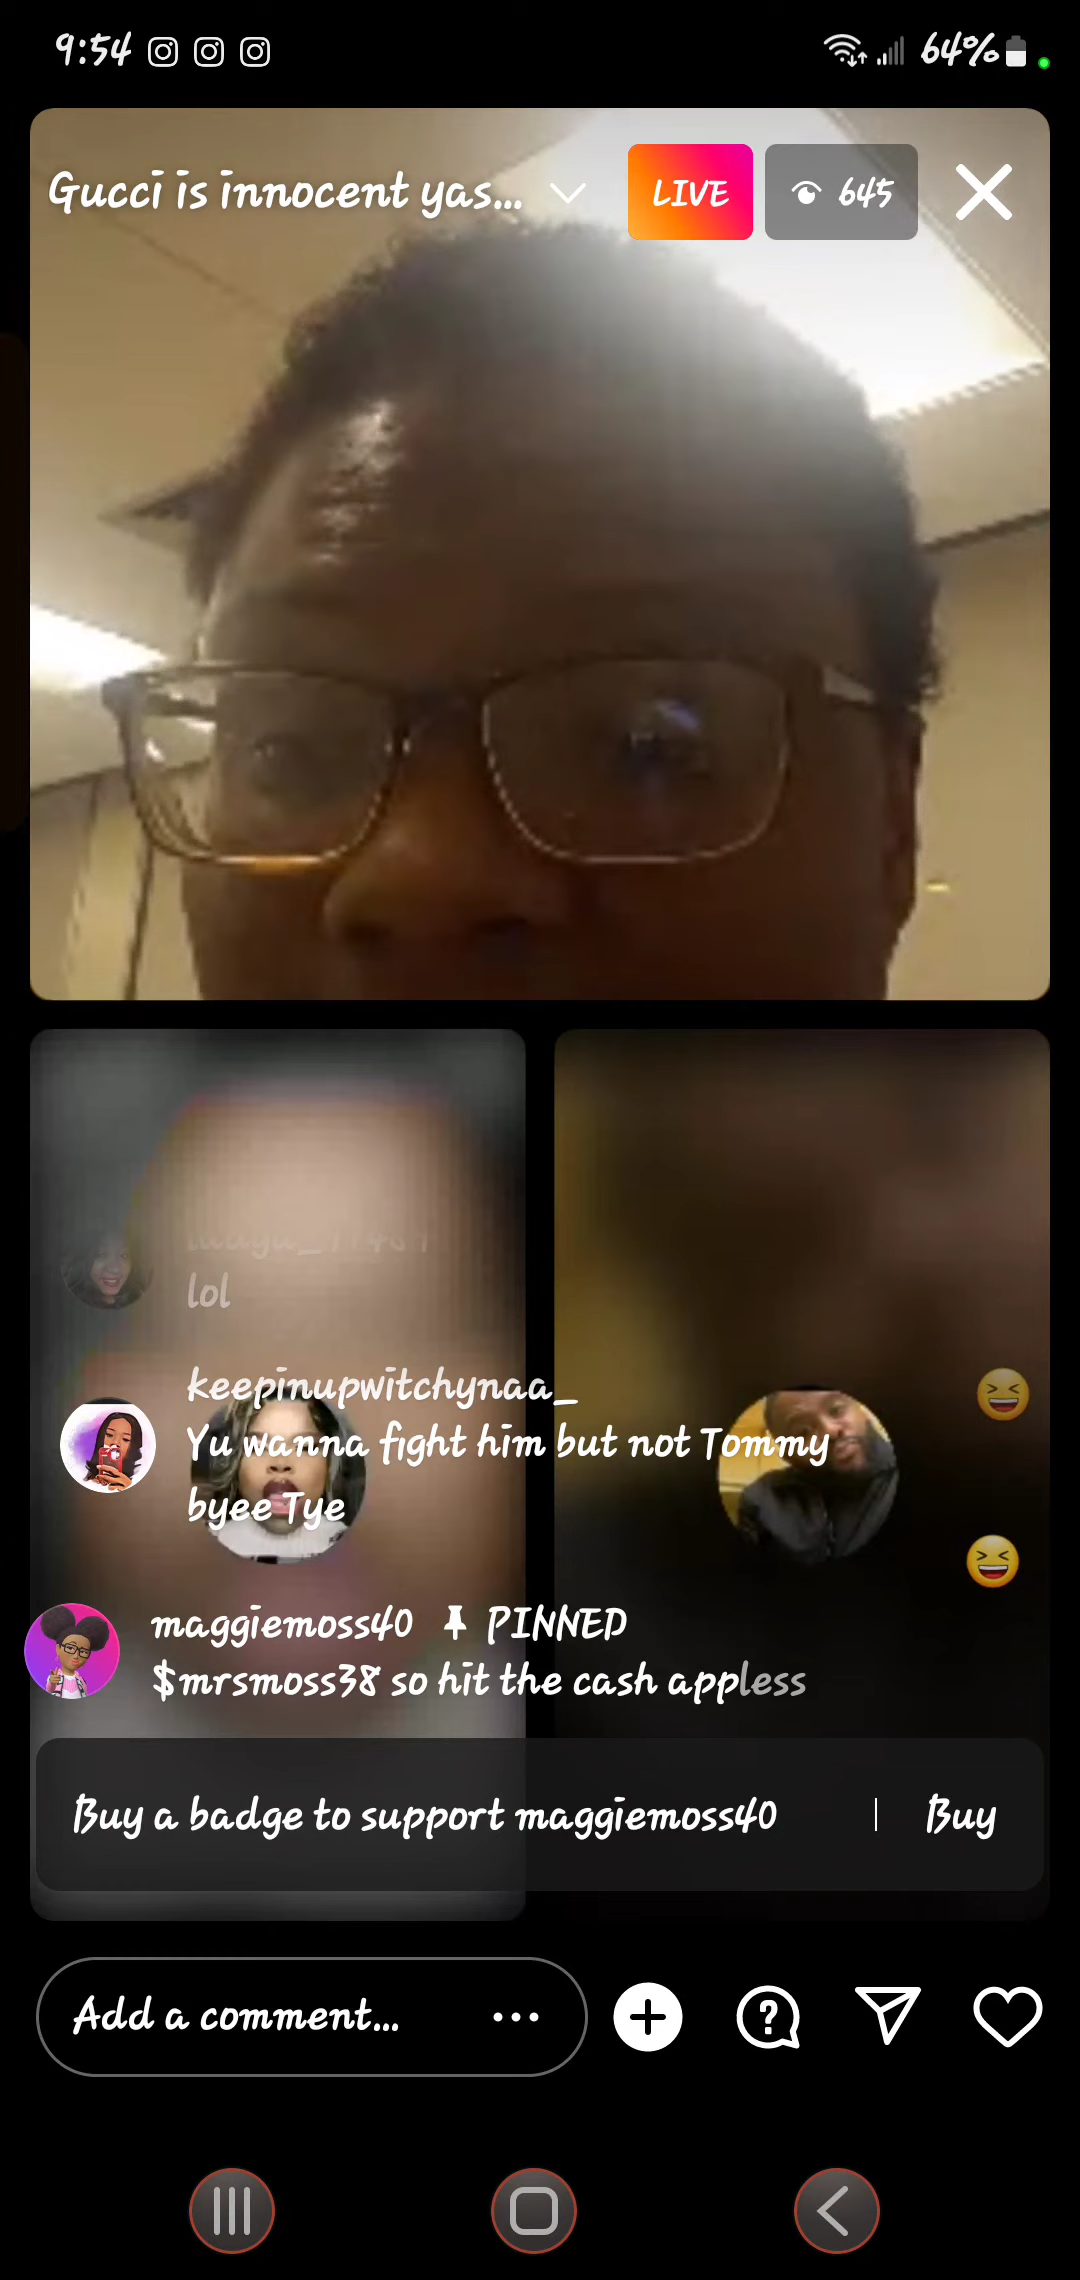 9:54 64%
Gucci is innocent yas... LIVE 645
lol
keepinupwitchynaa_
Yu wanna fight him but not Tommy
byee Tye
maggiemoss40 PINNED
$mrsmoss38 so hit the cash appless
Buy a badge to support maggiemoss40 | Buy
Add a comment...